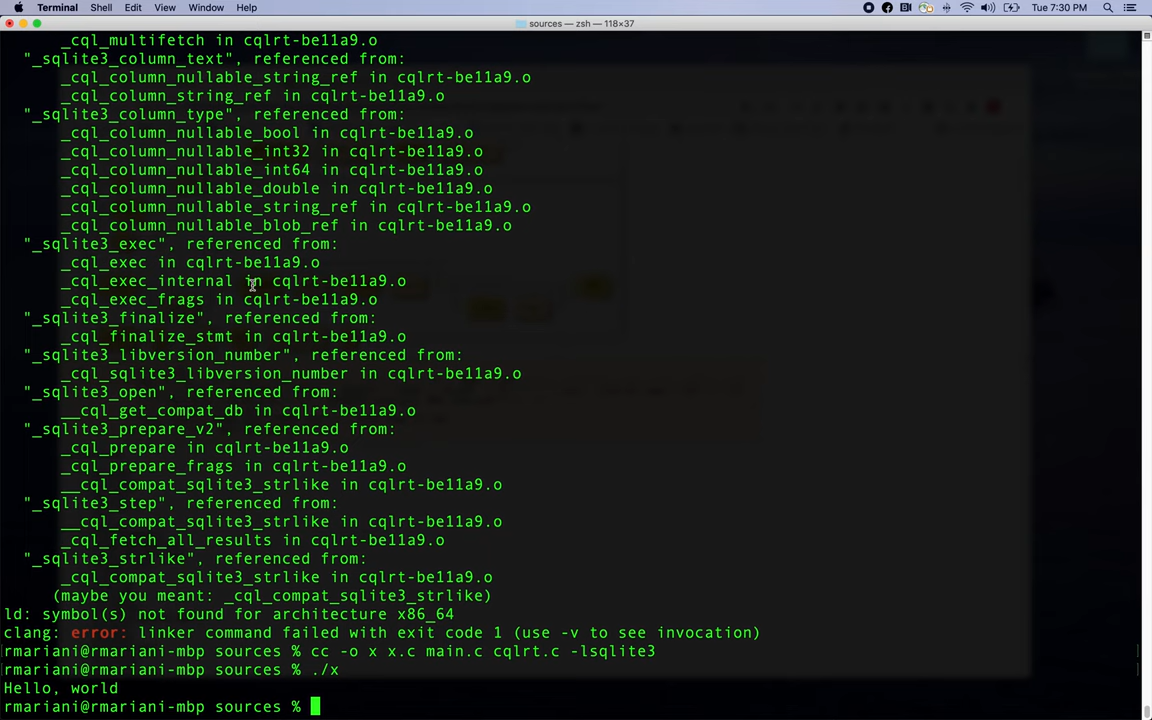 Terminal Shell Edit View Window Help Tue 7:30 PM
sources — zsh — 118×37
_cql_multifetch in cqlrt-be11a9.o
"_sqlite3_column_text", referenced from:
_cql_column_nullable_string_ref in cqlrt-be11a9.o
_cql_column_string_ref in cqlrt-be11a9.o
"_sqlite3_column_type", referenced from:
_cql_column_nullable_bool in cqlrt-be11a9.o
_cql_column_nullable_int32 in cqlrt-be11a9.o
_cql_column_nullable_int64 in cqlrt-be11a9.o
_cql_column_nullable_double in cqlrt-be11a9.o
_cql_column_nullable_string_ref in cqlrt-be11a9.o
_cql_column_nullable_blob_ref in cqlrt-be11a9.o
"_sqlite3_exec", referenced from:
_cql_exec in cqlrt-be11a9.o
_cql_exec_internal in cqlrt-be11a9.o
_cql_exec_frags in cqlrt-be11a9.o
"_sqlite3_finalize", referenced from:
_cql_finalize_stmt in cqlrt-be11a9.o
"_sqlite3_libversion_number", referenced from:
_cql_sqlite3_libversion_number in cqlrt-be11a9.o
"_sqlite3_open", referenced from:
__cql_get_compat_db in cqlrt-be11a9.o
"_sqlite3_prepare_v2", referenced from:
_cql_prepare in cqlrt-be11a9.o
_cql_prepare_frags in cqlrt-be11a9.o
__cql_compat_sqlite3_strlike in cqlrt-be11a9.o
"_sqlite3_step", referenced from:
__cql_compat_sqlite3_strlike in cqlrt-be11a9.o
_cql_fetch_all_results in cqlrt-be11a9.o
"_sqlite3_strlike", referenced from:
_cql_compat_sqlite3_strlike in cqlrt-be11a9.o
(maybe you meant: _cql_compat_sqlite3_strlike)
ld: symbol(s) not found for architecture x86_64
clang: error: linker command failed with exit code 1 (use -v to see invocation)
rmariani@rmariani-mbp sources % cc -o x x.c main.c cqlrt.c -lsqlite3
rmariani@rmariani-mbp sources % ./x
Hello, world
rmariani@rmariani-mbp sources %